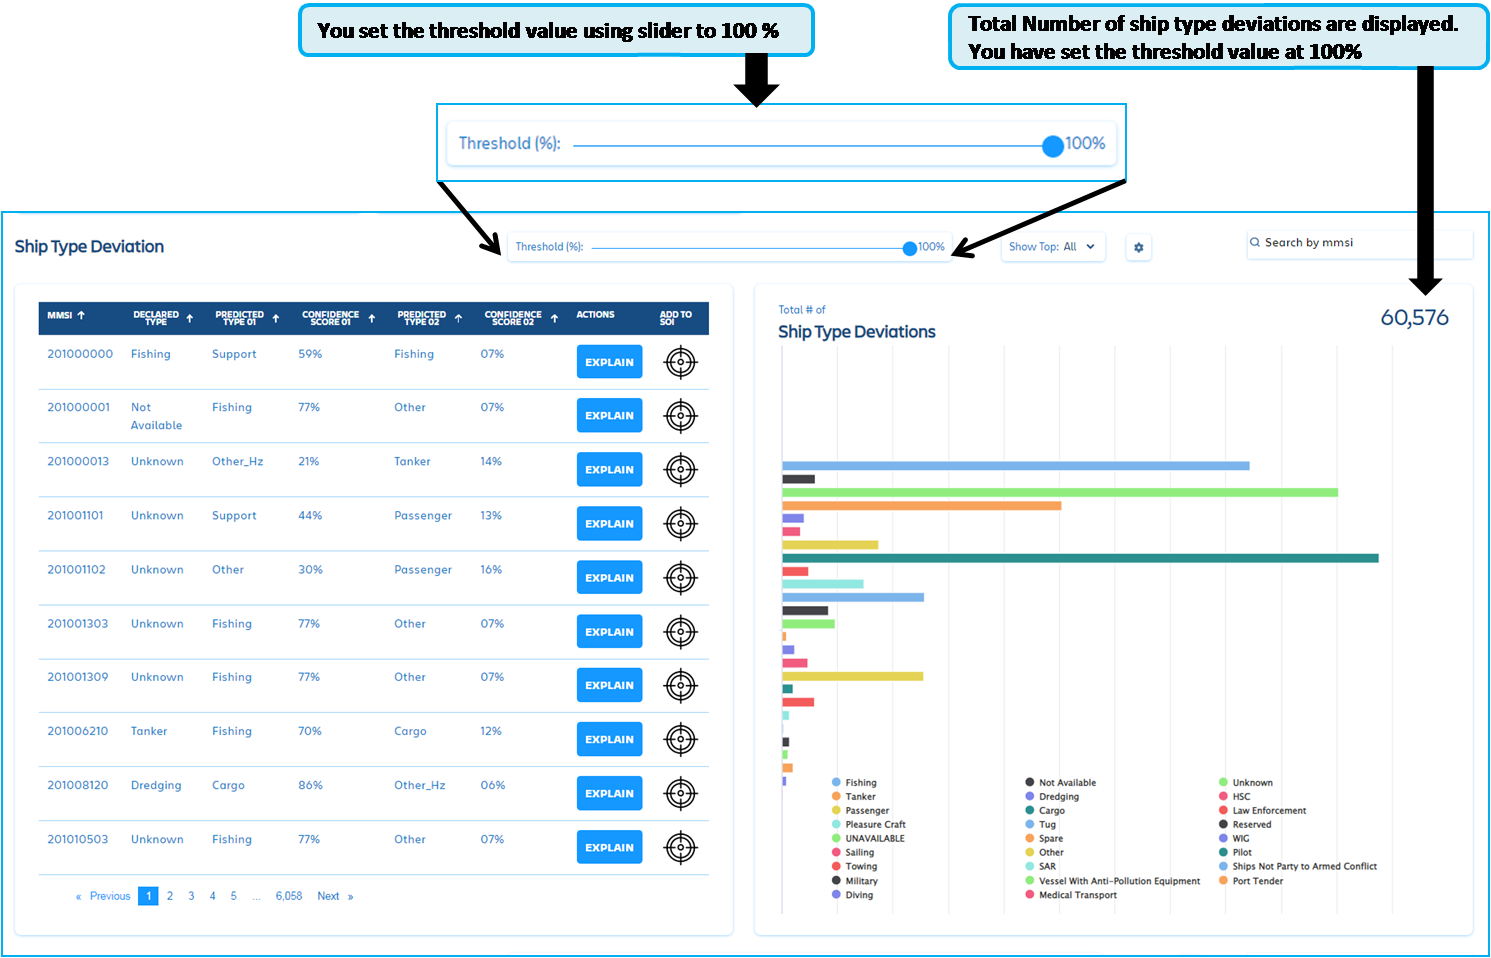 You set the threshold value using slider to 100 %
Total Number of ship type deviations are displayed.
You have set the threshold value at 100%
Threshold (%): 100%
Ship Type Deviation
Threshold (%): 100%
Show Top: All
Search by mmsi
MMSI DECLARED TYPE PREDICTED TYPE 01 CONFIDENCE SCORE 01 PREDICTED TYPE 02 CONFIDENCE SCORE 02 ACTIONS ADD TO SOI
201000000 Fishing Support 59% Fishing 07% EXPLAIN
201000001 Not Available Fishing 77% Other 07% EXPLAIN
201000013 Unknown Other_Hz 21% Tanker 14% EXPLAIN
201001101 Unknown Support 44% Passenger 13% EXPLAIN
201001102 Unknown Other 30% Passenger 16% EXPLAIN
201001303 Unknown Fishing 77% Other 07% EXPLAIN
201001309 Unknown Fishing 77% Other 07% EXPLAIN
201006210 Tanker Fishing 70% Cargo 12% EXPLAIN
201008120 Dredging Cargo 86% Other_Hz 06% EXPLAIN
201010503 Unknown Fishing 77% Other 07% EXPLAIN
« Previous 1 2 3 4 5 ... 6,058 Next »
Total # of
Ship Type Deviations
60,576
Fishing Not Available Unknown
Tanker Dredging HSC
Passenger Cargo Law Enforcement
Pleasure Craft Tug Reserved
UNAVAILABLE Spare WIG
Sailing Other Pilot
Towing SAR Ships Not Party to Armed Conflict
Military Vessel With Anti-Pollution Equipment Port Tender
Diving Medical Transport